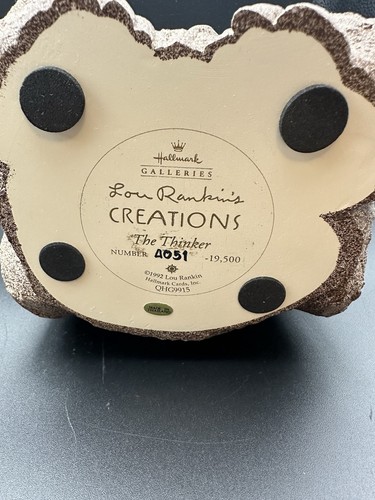 Hallmark
GALLERIES
Lou Rankin's
CREATIONS
The Thinker
NUMBER A051 -19,500
©1992 Lou Rankin
Hallmark Cards, Inc.
QHG9915